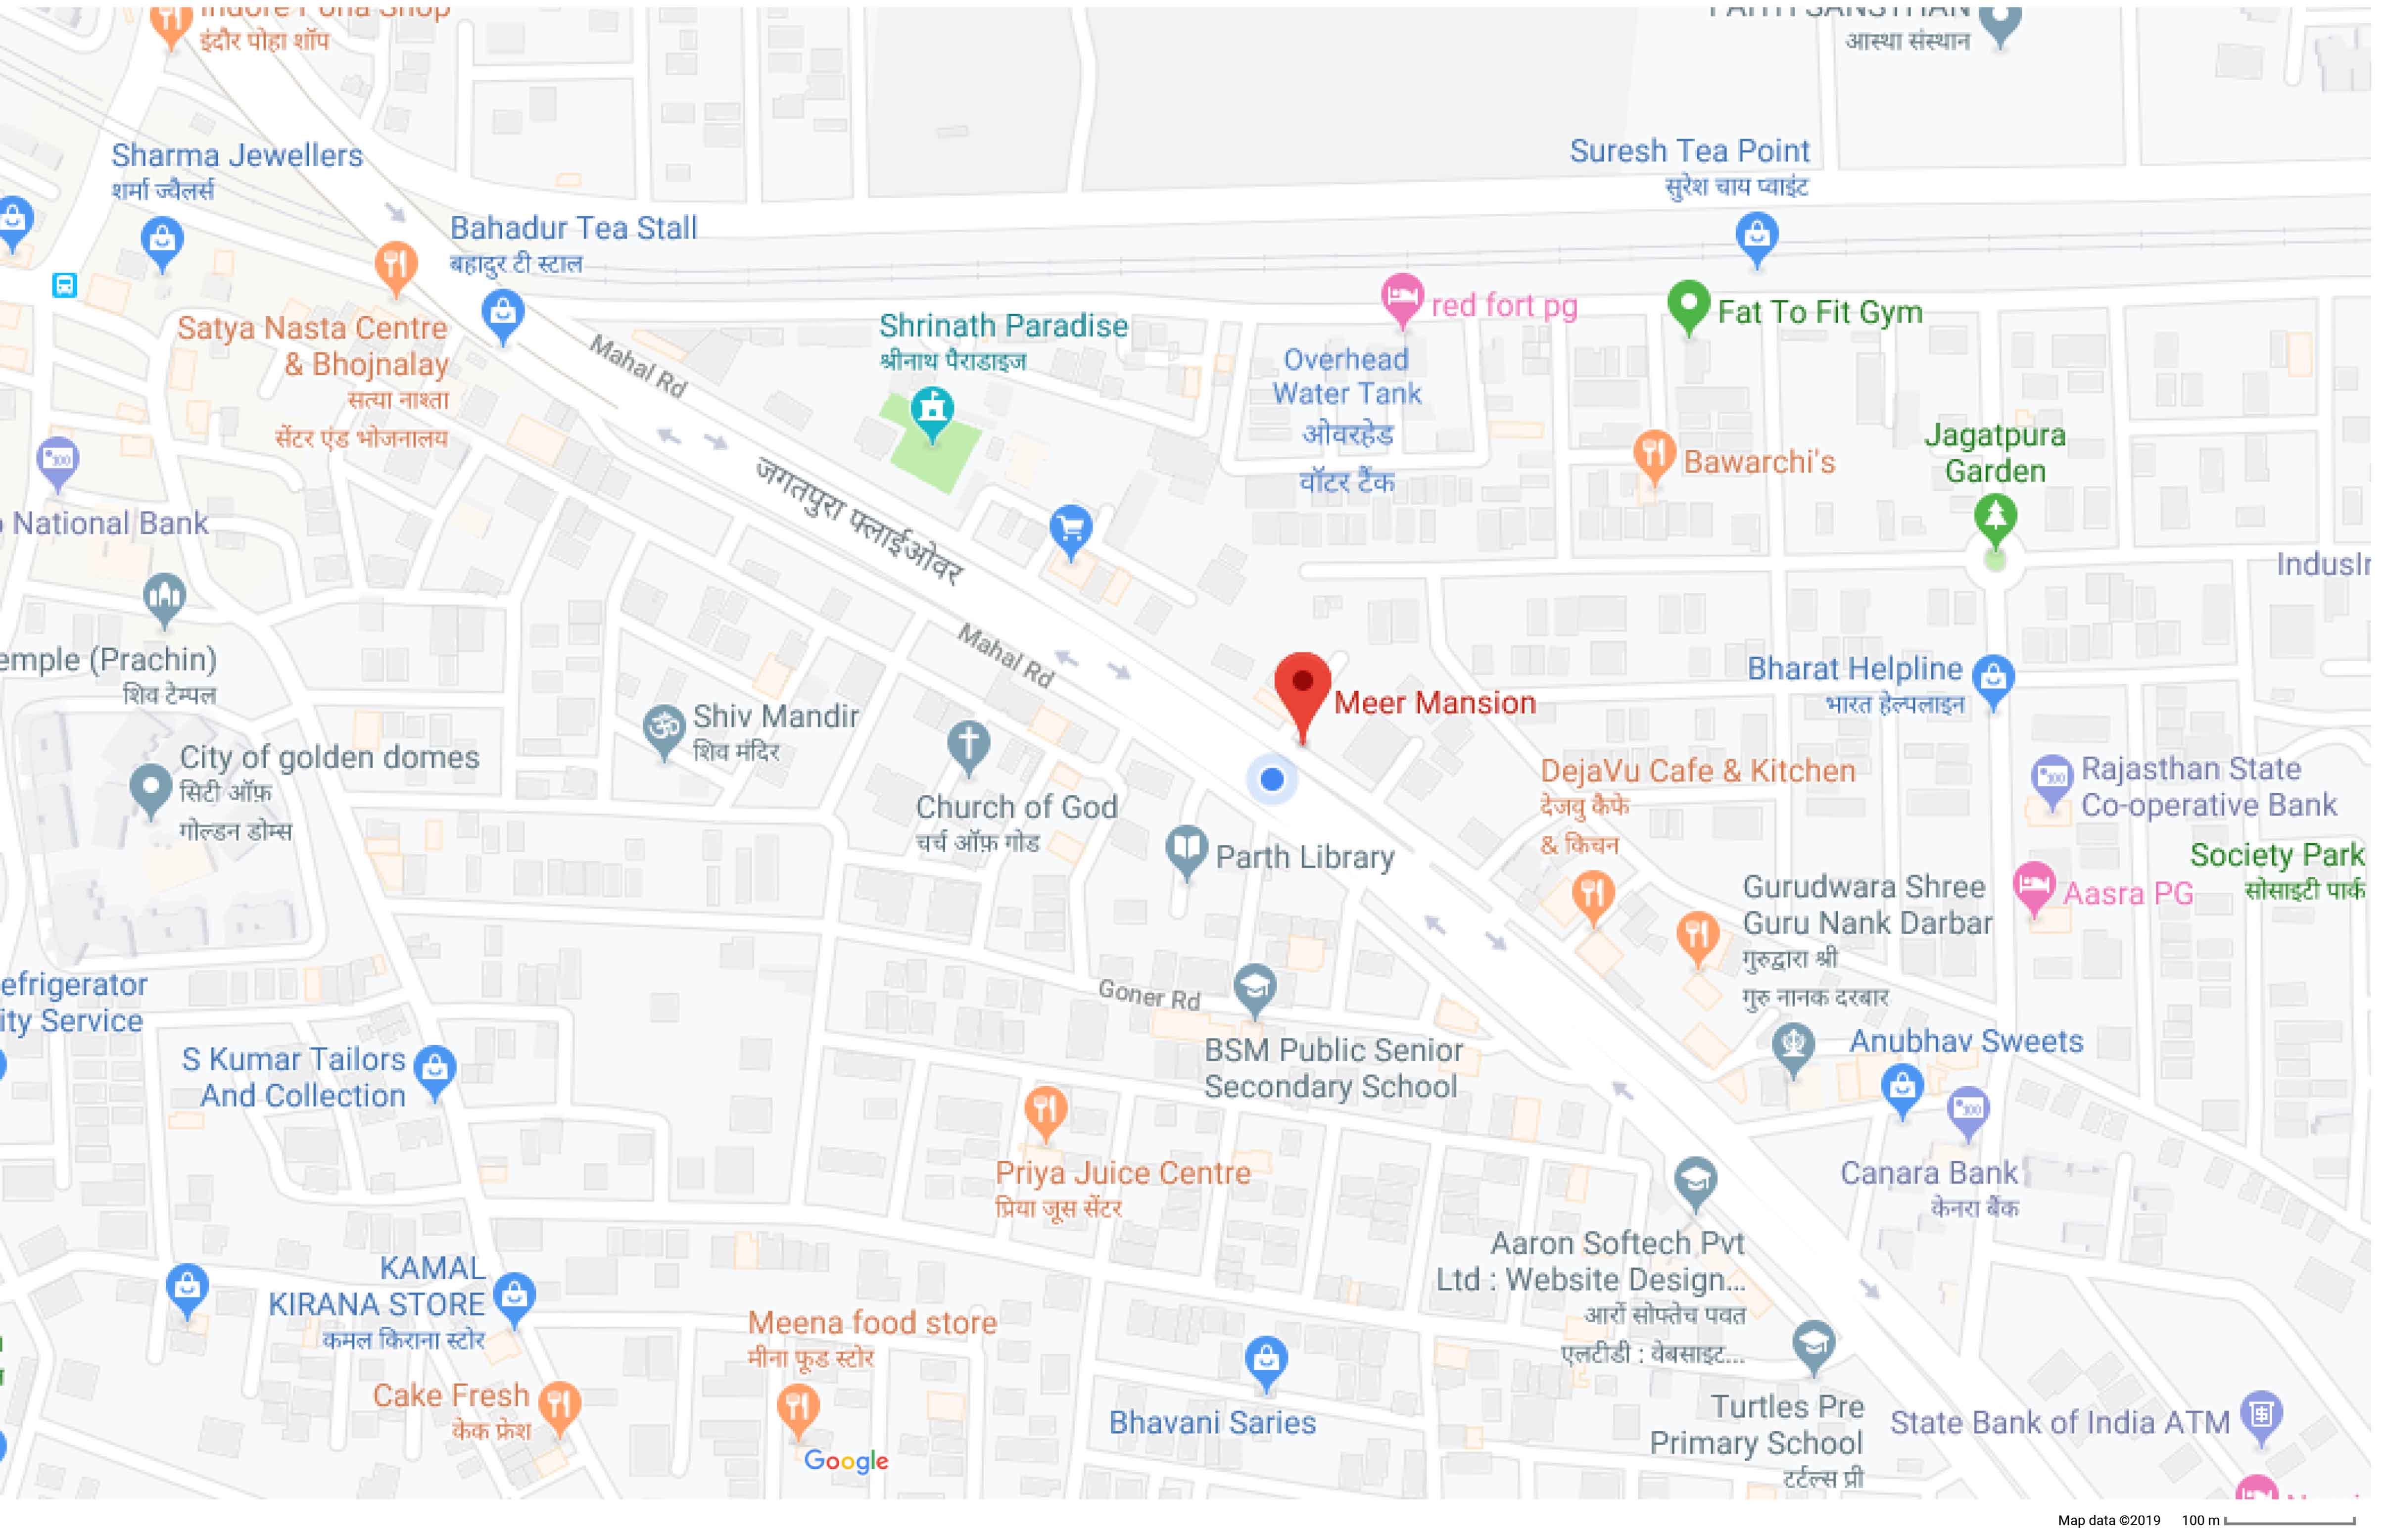 इंदौर पोहा शॉप
आस्था संस्थान
Sharma Jewellers
शर्मा ज्वैलर्स
Suresh Tea Point
सुरेश चाय प्वाइंट
Bahadur Tea Stall
बहादुर टी स्टाल
Satya Nasta Centre
& Bhojnalay
सत्या नाश्ता
सेंटर एंड भोजनालय
Mahal Rd
Shrinath Paradise
श्रीनाथ पैराडाइज
red fort pg
Fat To Fit Gym
Overhead
Water Tank
ओवरहेड
वॉटर टैंक
Bawarchi's
Jagatpura
Garden
जगतपुरा फ्लाईओवर
National Bank
IndusIr
Mahal Rd
emple (Prachin)
शिव टेम्पल
Shiv Mandir
शिव मंदिर
Meer Mansion
Bharat Helpline
भारत हेल्पलाइन
City of golden domes
सिटी ऑफ़
गोल्डन डोम्स
Church of God
चर्च ऑफ़ गोड
DejaVu Cafe & Kitchen
देजवु कैफे
& किचन
Rajasthan State
Co-operative Bank
Parth Library
Society Park
सोसाइटी पार्क
Aasra PG
Gurudwara Shree
Guru Nank Darbar
गुरुद्वारा श्री
गुरु नानक दरबार
efrigerator
ity Service
Goner Rd
BSM Public Senior
Secondary School
Anubhav Sweets
S Kumar Tailors
And Collection
Priya Juice Centre
प्रिया जूस सेंटर
Canara Bank
केनरा बैंक
Aaron Softech Pvt
Ltd : Website Design...
आरों सोफ्तेच पवत
एलटीडी : वेबसाइट...
KAMAL
KIRANA STORE
कमल किराना स्टोर
Meena food store
मीना फूड स्टोर
Cake Fresh
केक फ्रेश
Bhavani Saries
Turtles Pre
Primary School
टर्टल्स प्री
State Bank of India ATM
Google
Map data ©2019 100 m